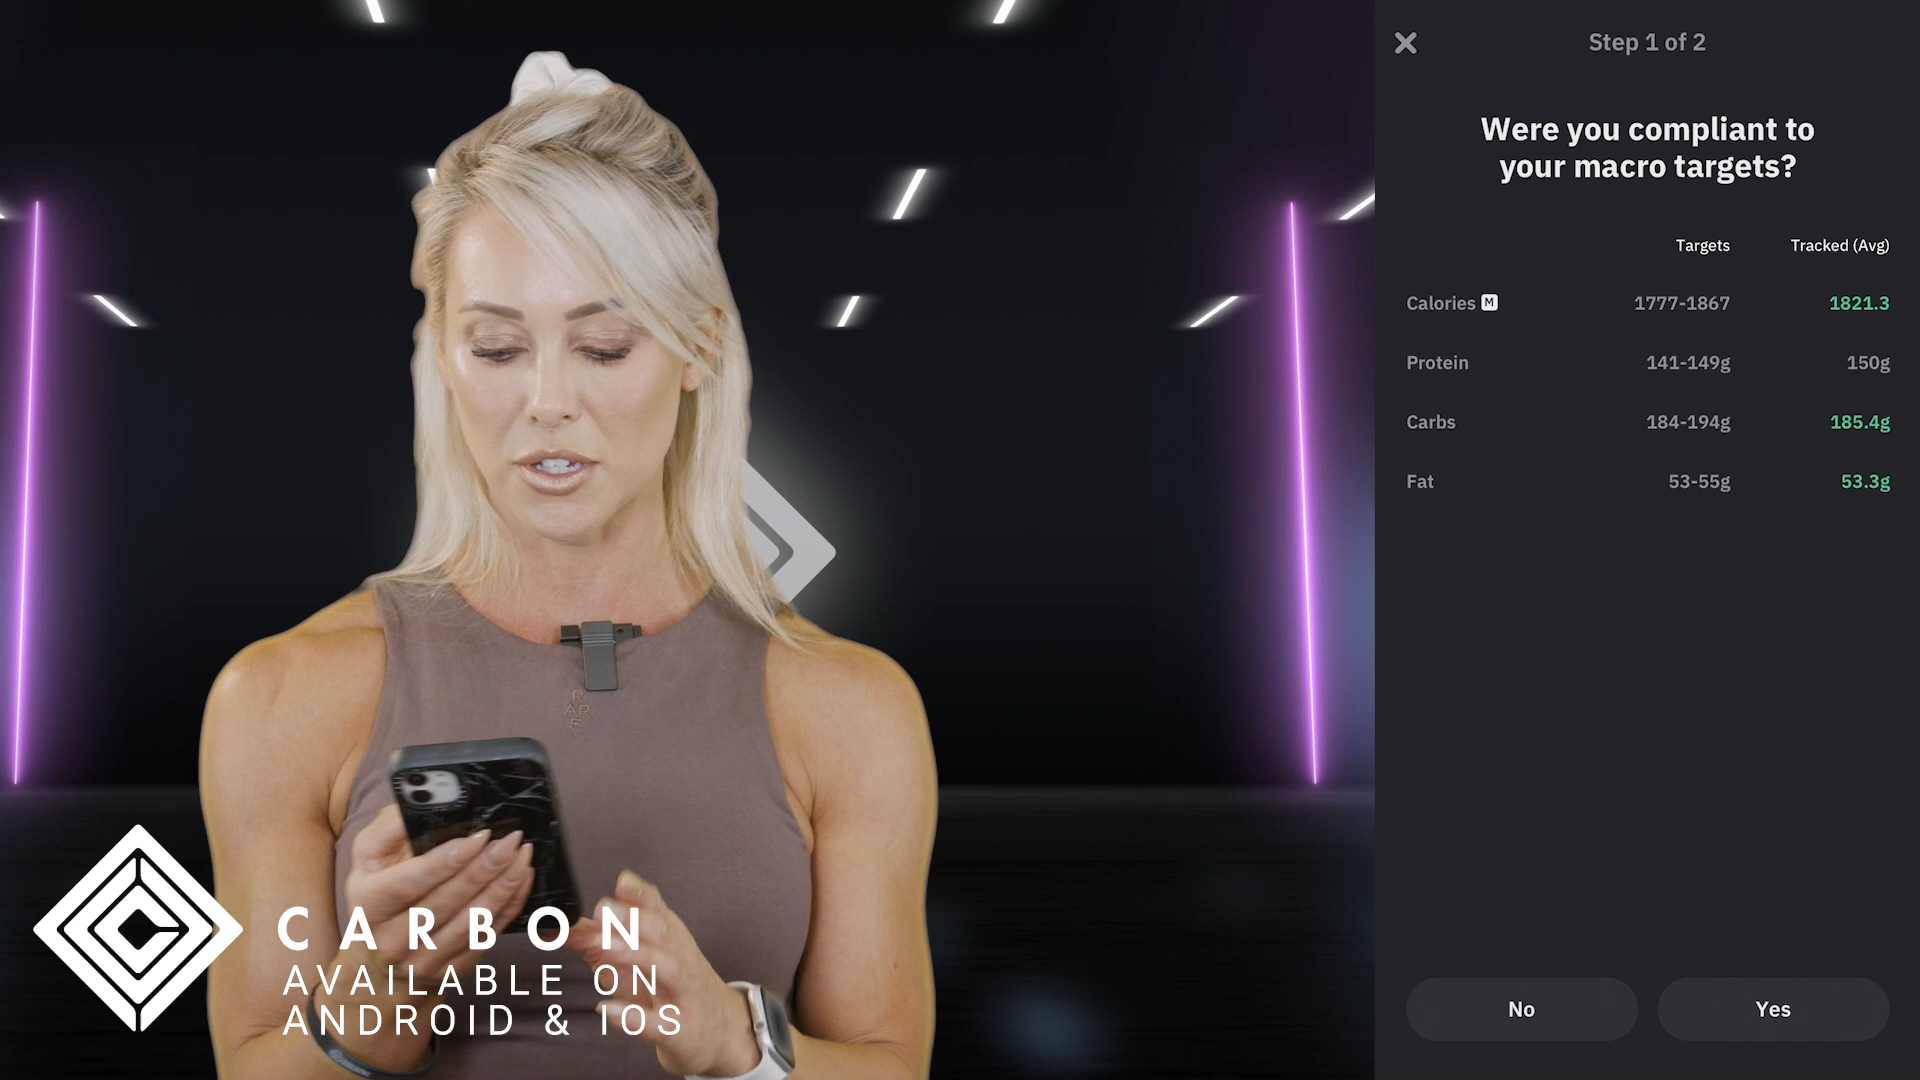 Step 1 of 2
Were you compliant to
your macro targets?
Targets Tracked (Avg)
Calories M 1777-1867 1821.3
Protein 141-149g 150g
Carbs 184-194g 185.4g
Fat 53-55g 53.3g
No Yes
R
AR
E
CARBON
AVAILABLE ON
ANDROID & IOS